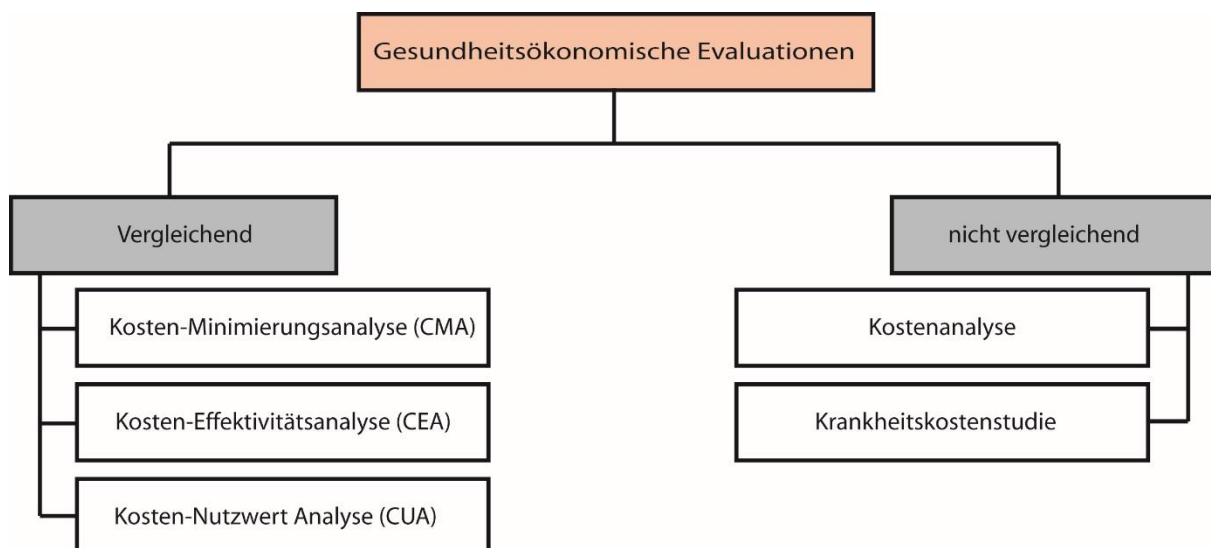 Gesundheitsökonomische Evaluationen
Vergleichend
Kosten-Minimierungsanalyse (CMA)
Kosten-Effektivitätsanalyse (CEA)
Kosten-Nutzwert Analyse (CUA)
nicht vergleichend
Kostenanalyse
Krankheitskostenstudie